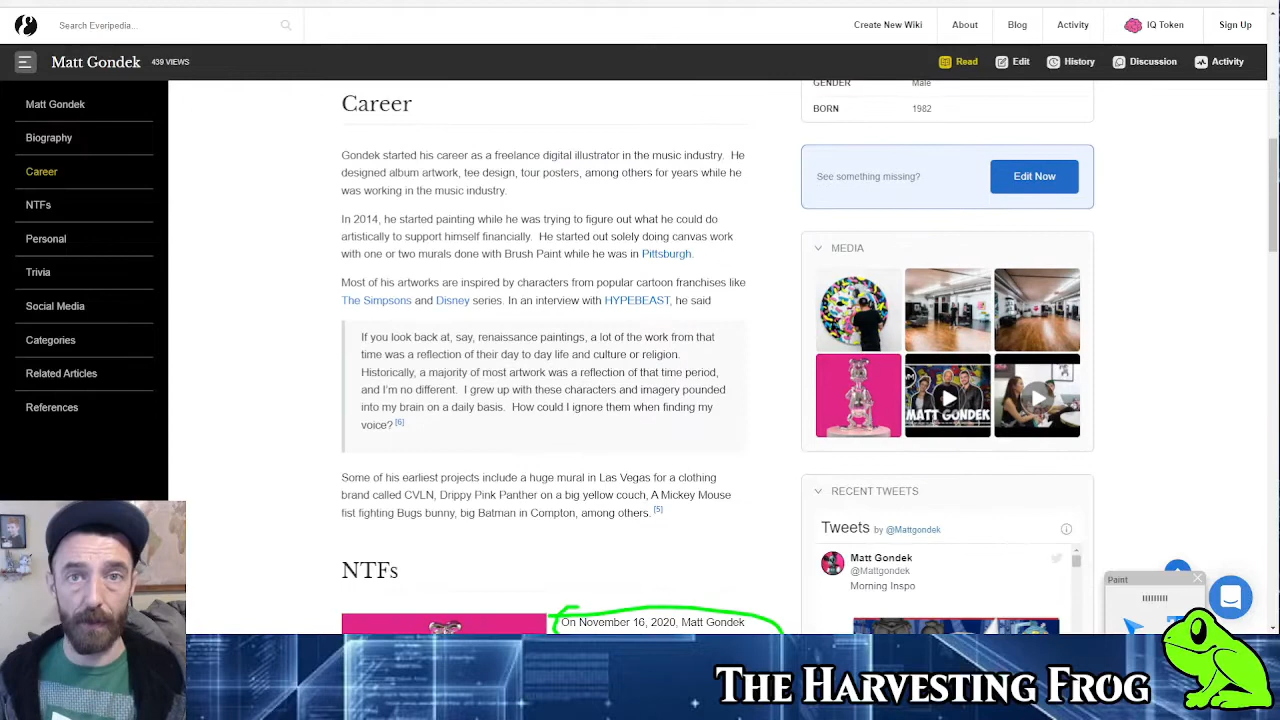 Search Everipedia...
Create New Wiki
About
Blog
Activity
IQ Token
Sign Up
Matt Gondek 439 VIEWS
Read
Edit
History
Discussion
Activity
Matt Gondek
Biography
Career
NTFs
Personal
Trivia
Social Media
Categories
Related Articles
References
Career
Gondek started his career as a freelance digital illustrator in the music industry. He
designed album artwork, tee design, tour posters, among others for years while he
was working in the music industry.
In 2014, he started painting while he was trying to figure out what he could do
artistically to support himself financially. He started out solely doing canvas work
with one or two murals done with Brush Paint while he was in Pittsburgh.
Most of his artworks are inspired by characters from popular cartoon franchises like
The Simpsons and Disney series. In an interview with HYPEBEAST, he said
If you look back at, say, renaissance paintings, a lot of the work from that
time was a reflection of their day to day life and culture or religion.
Historically, a majority of most artwork was a reflection of that time period,
and I'm no different. I grew up with these characters and imagery pounded
into my brain on a daily basis. How could I ignore them when finding my
voice? [6]
Some of his earliest projects include a huge mural in Las Vegas for a clothing
brand called CVLN, Drippy Pink Panther on a big yellow couch, A Mickey Mouse
fist fighting Bugs bunny, big Batman in Compton, among others. [5]
NTFs
On November 16, 2020, Matt Gondek
GENDER Male
BORN 1982
See something missing?
Edit Now
MEDIA
MATT GONDEK
RECENT TWEETS
Tweets by @Mattgondek
Matt Gondek
@Mattgondek
Morning Inspo
Paint
THE HARVESTING FROG